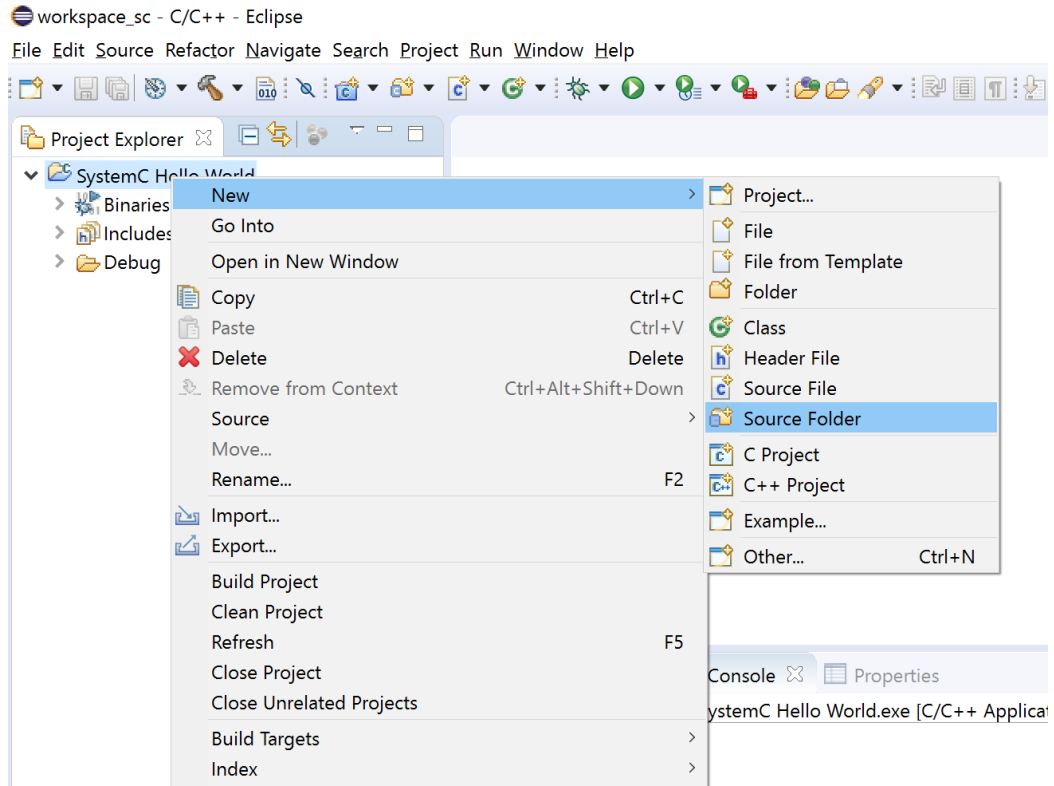 workspace_sc - C/C++ - Eclipse
File Edit Source Refactor Navigate Search Project Run Window Help
010
Project Explorer
SystemC Hello World
Binaries
Includes
Debug
New
Go Into
Open in New Window
Copy Ctrl+C
Paste Ctrl+V
Delete Delete
Remove from Context Ctrl+Alt+Shift+Down
Source
Move...
Rename... F2
Import...
Export...
Build Project
Clean Project
Refresh F5
Close Project
Close Unrelated Projects
Build Targets
Index
Project...
File
File from Template
Folder
Class
Header File
Source File
Source Folder
C Project
C++ Project
Example...
Other... Ctrl+N
Console Properties
ystemC Hello World.exe [C/C++ Applicat